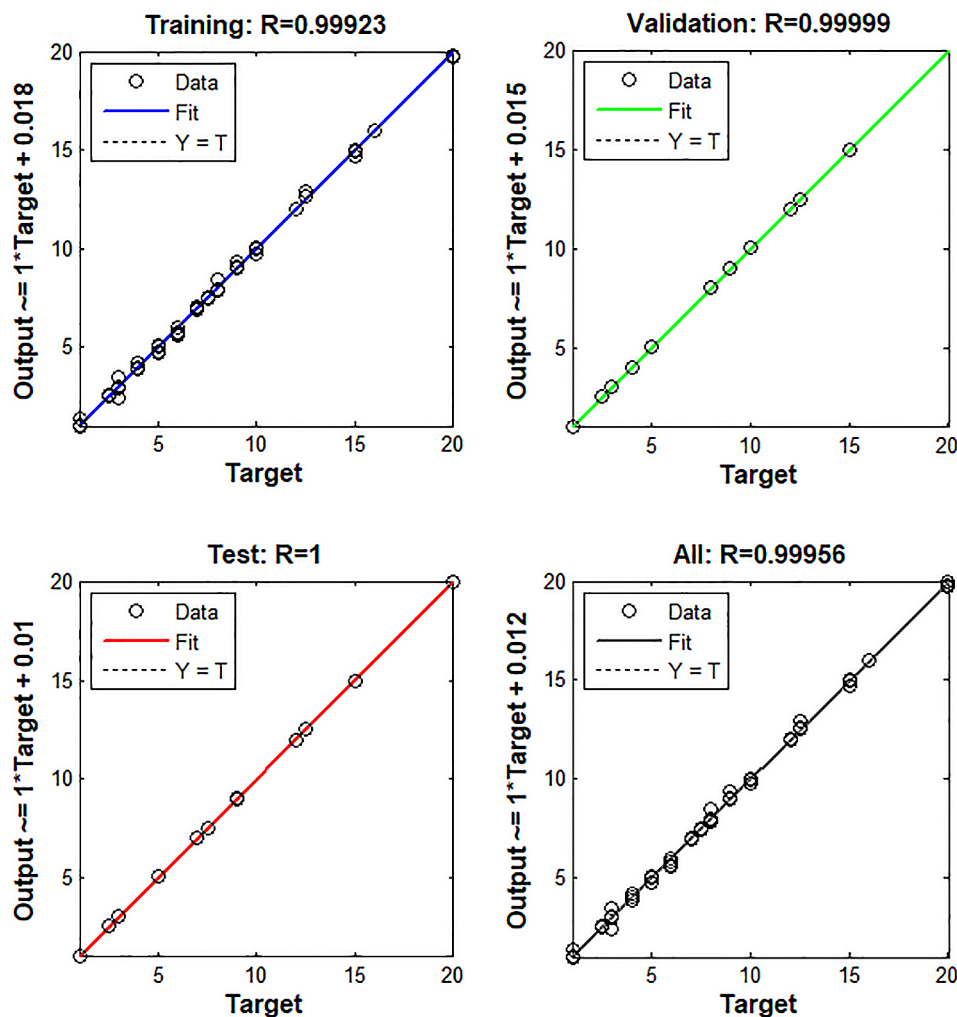 Training: R=0.99923
Output ~= 1*Target + 0.018
Data
Fit
Y = T
20
15
10
5
5
10
15
20
Target
Validation: R=0.99999
Output ~= 1*Target + 0.015
Data
Fit
Y = T
20
15
10
5
5
10
15
20
Target
Test: R=1
Output ~= 1*Target + 0.01
Data
Fit
Y = T
20
15
10
5
5
10
15
20
Target
All: R=0.99956
Output ~= 1*Target + 0.012
Data
Fit
Y = T
20
15
10
5
5
10
15
20
Target